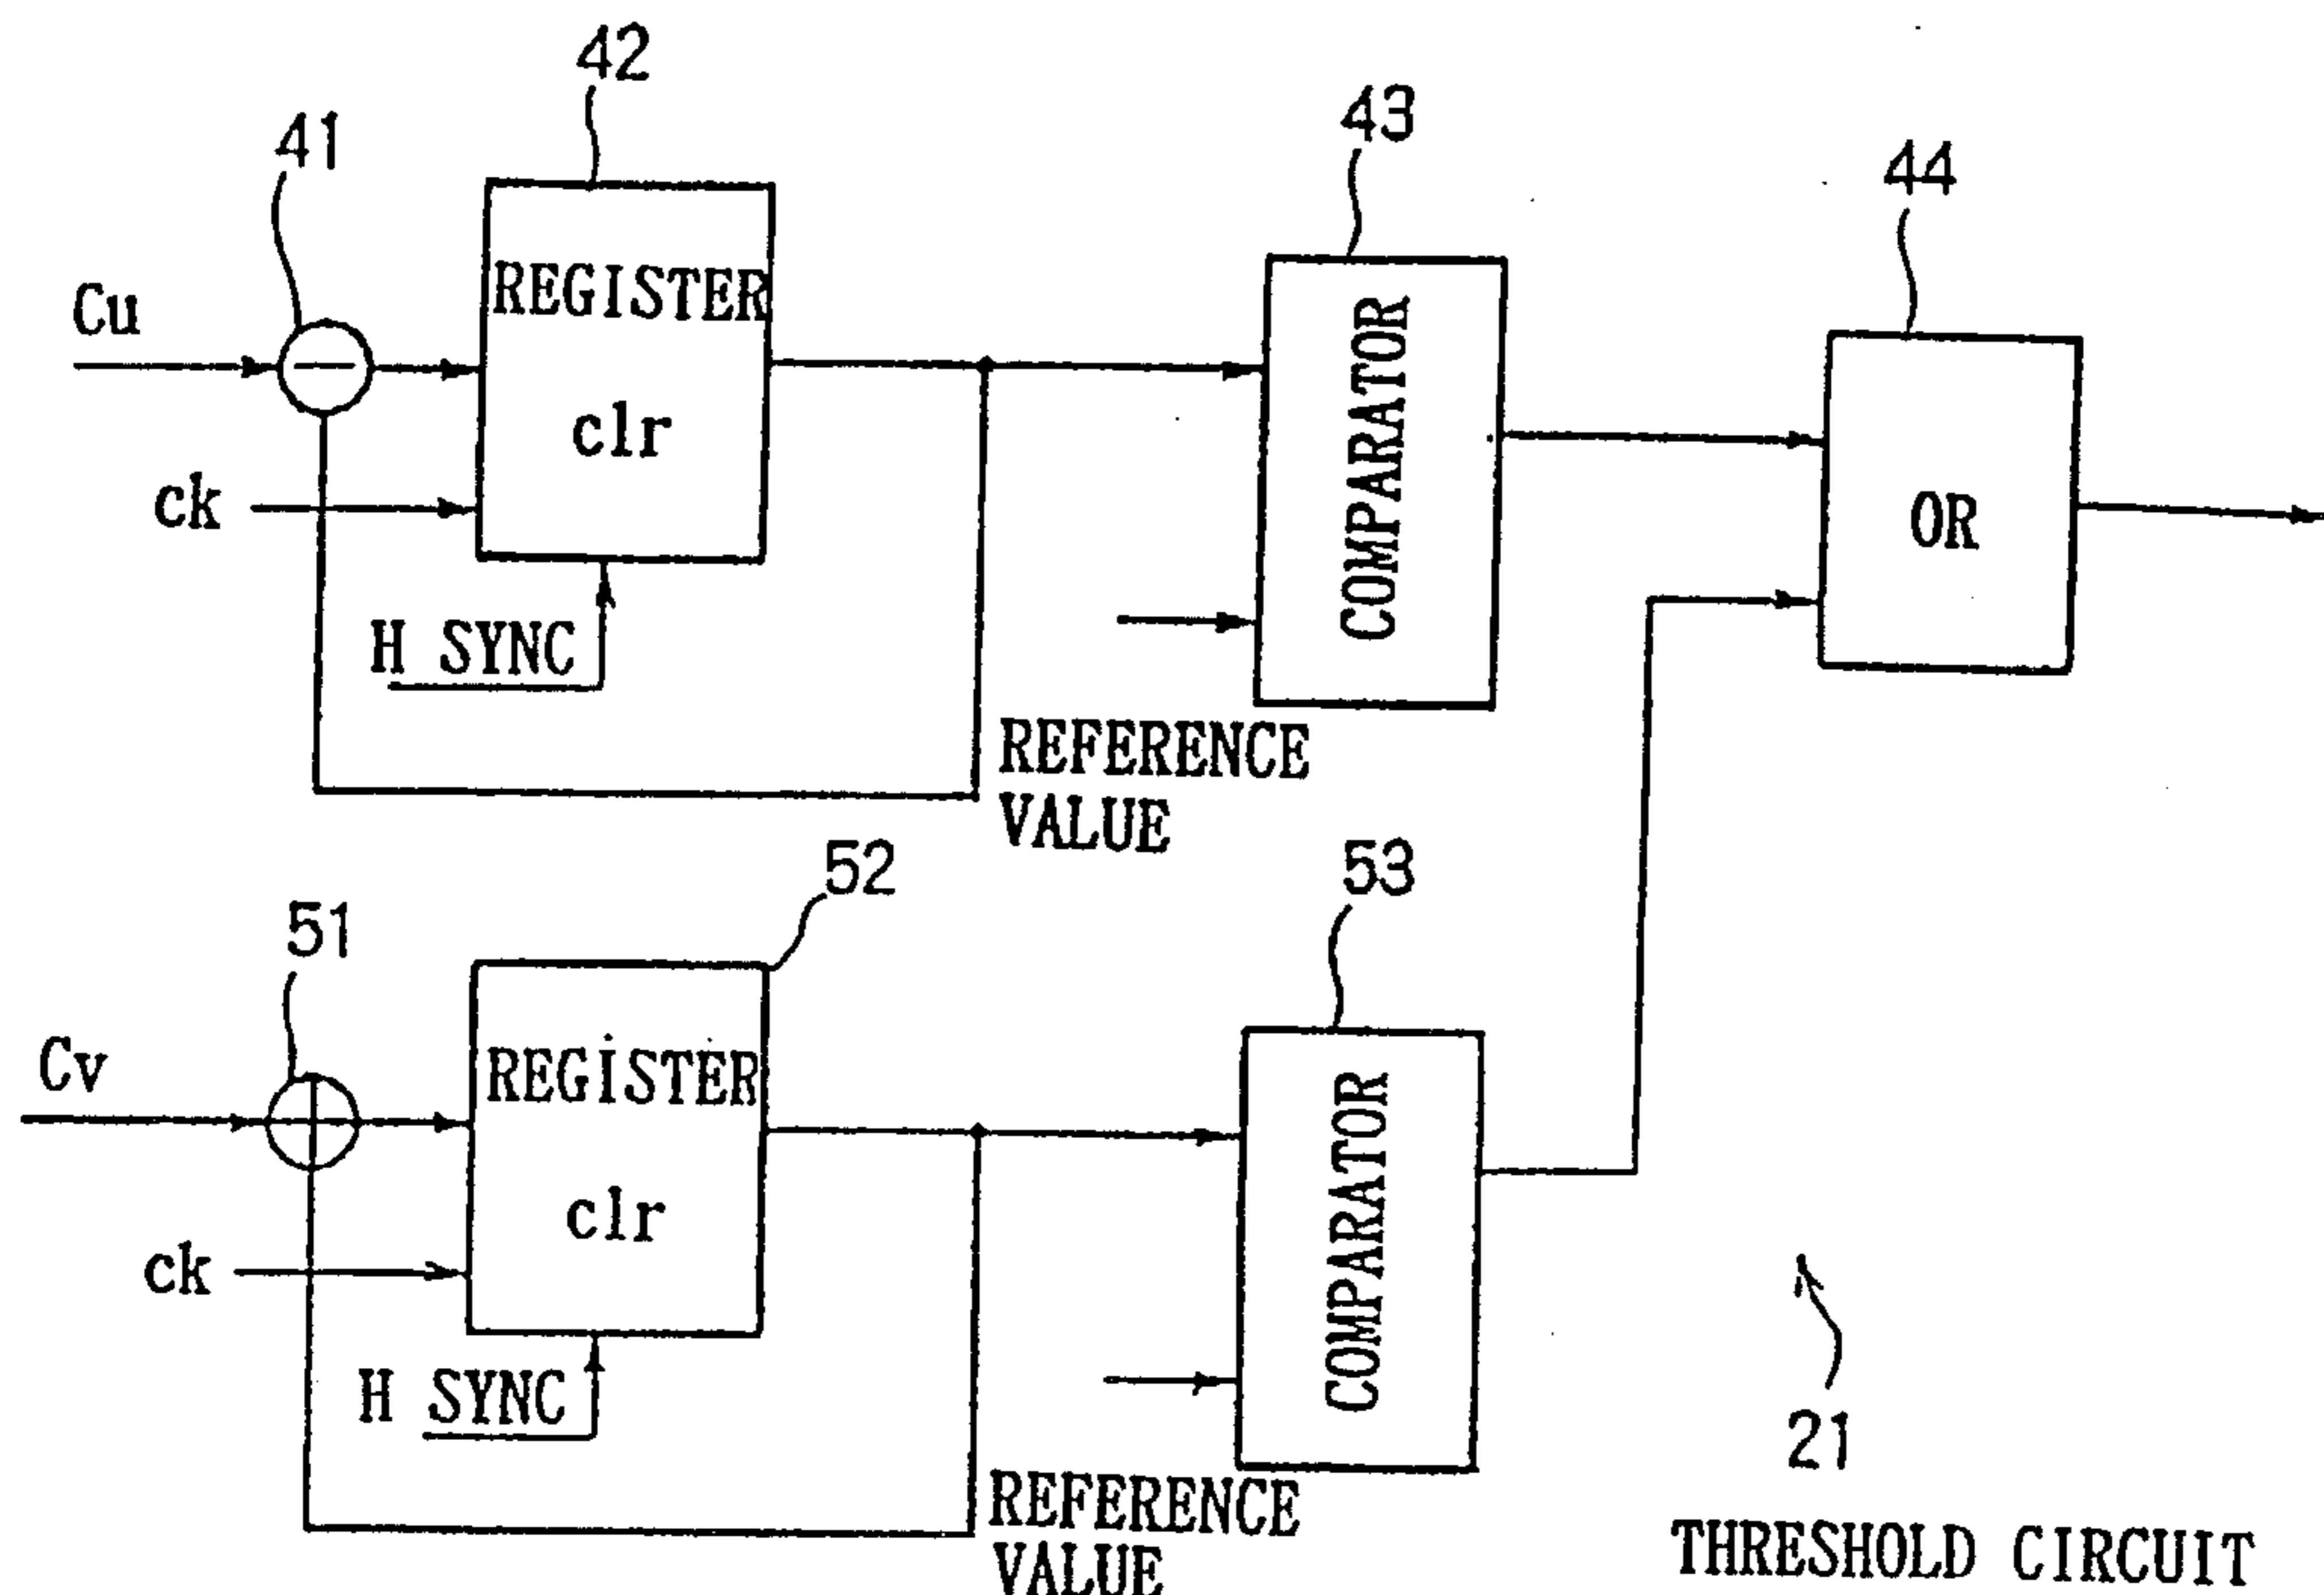 42
41
43
44
REGISTER
Cu
clr
COMPARATOR
OR
ck
H SYNC
REFERENCE
VALUE
52
53
51
REGISTER
Cv
clr
COMPARATOR
ck
H SYNC
21
REFERENCE
VALUE
THRESHOLD CIRCUIT